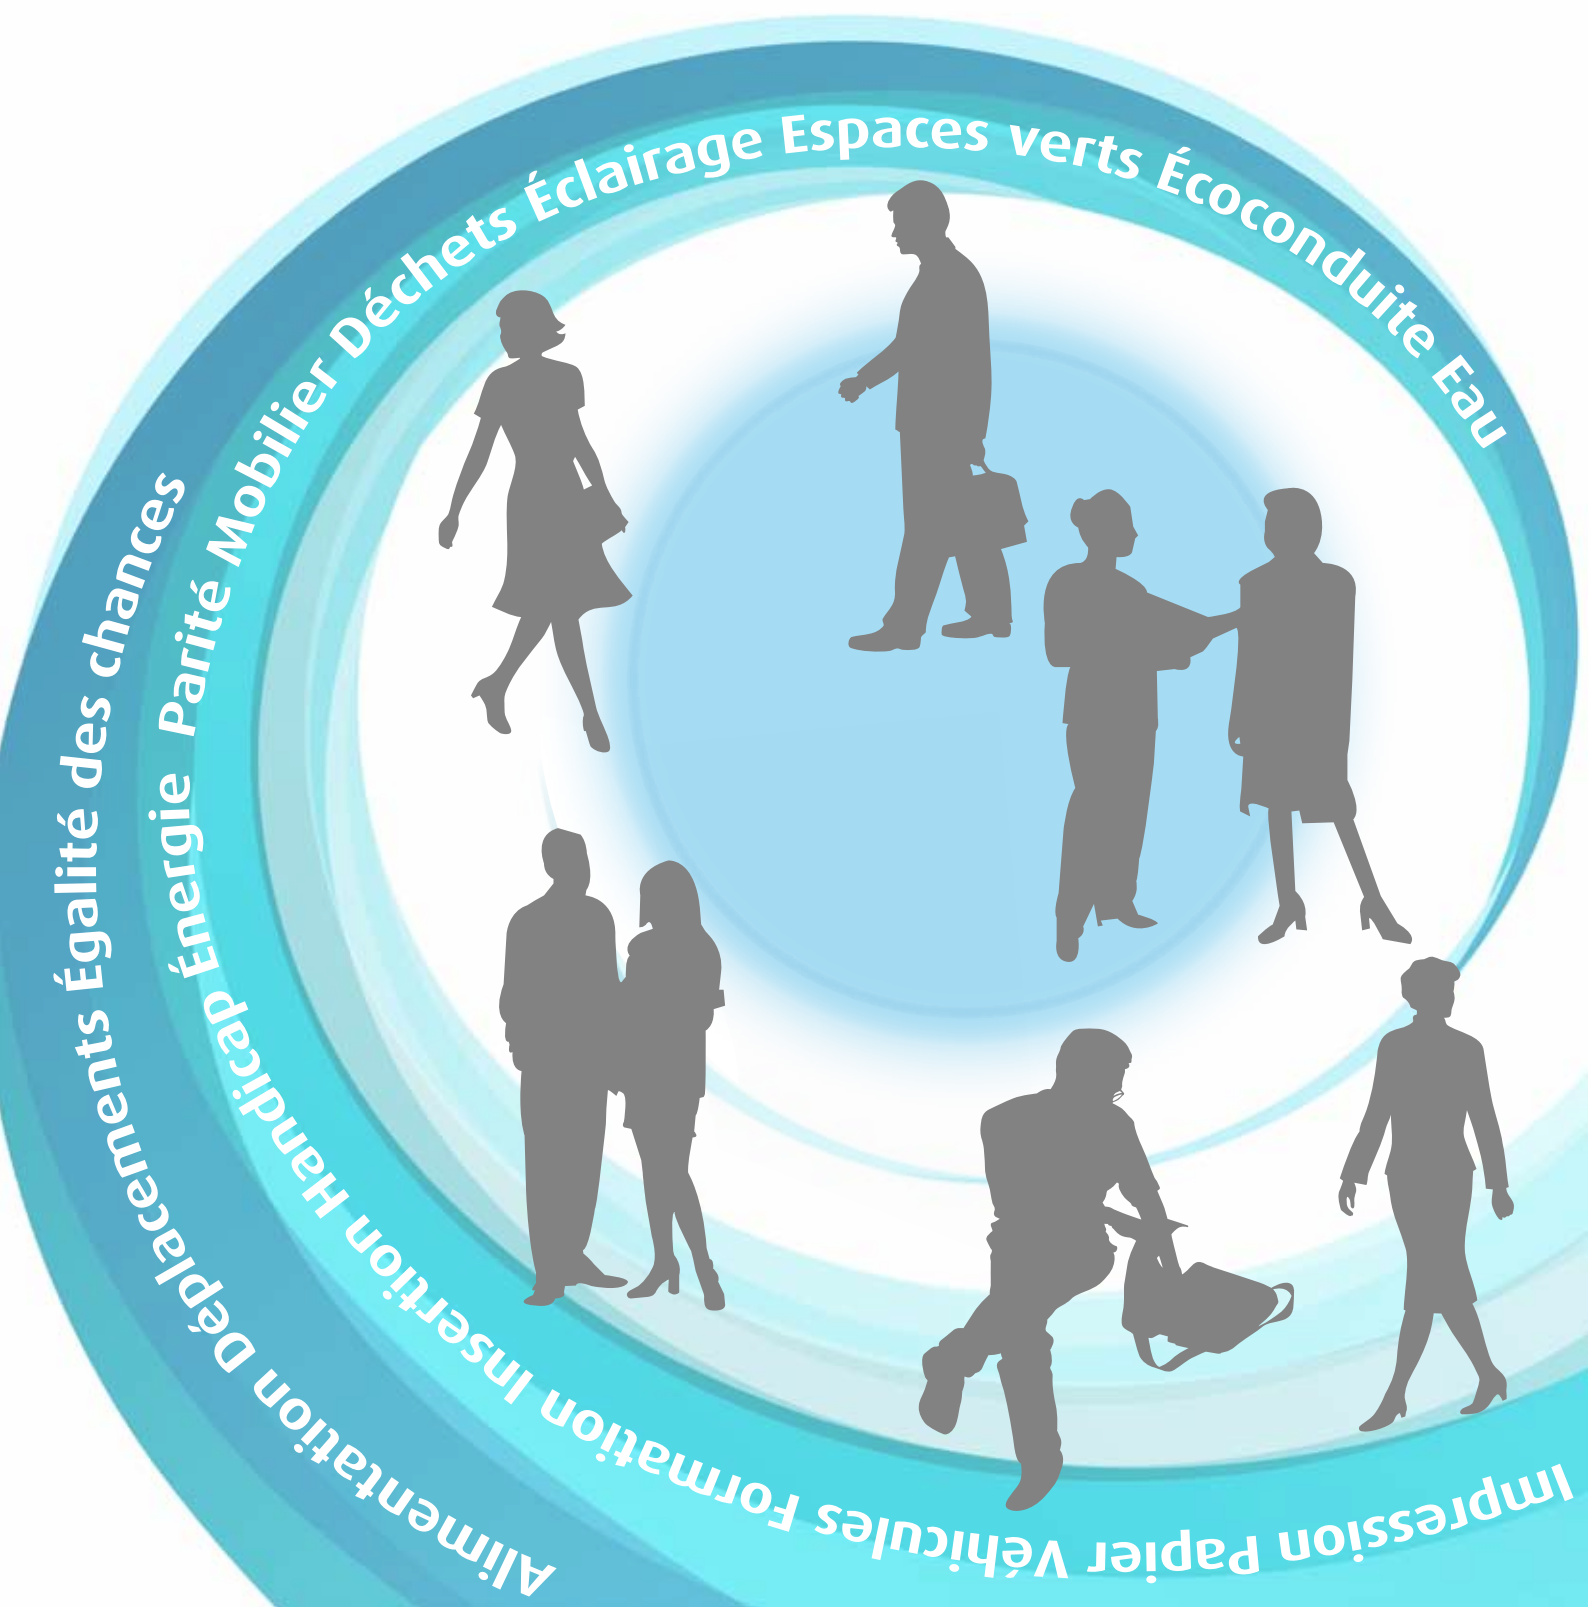 Alimentation Déplacements Égalité des chances
Impression Papier Véhicules Formation Insertion Handicap Énergie Parité Mobilier Déchets Éclairage Espaces verts Écoconduite Eau